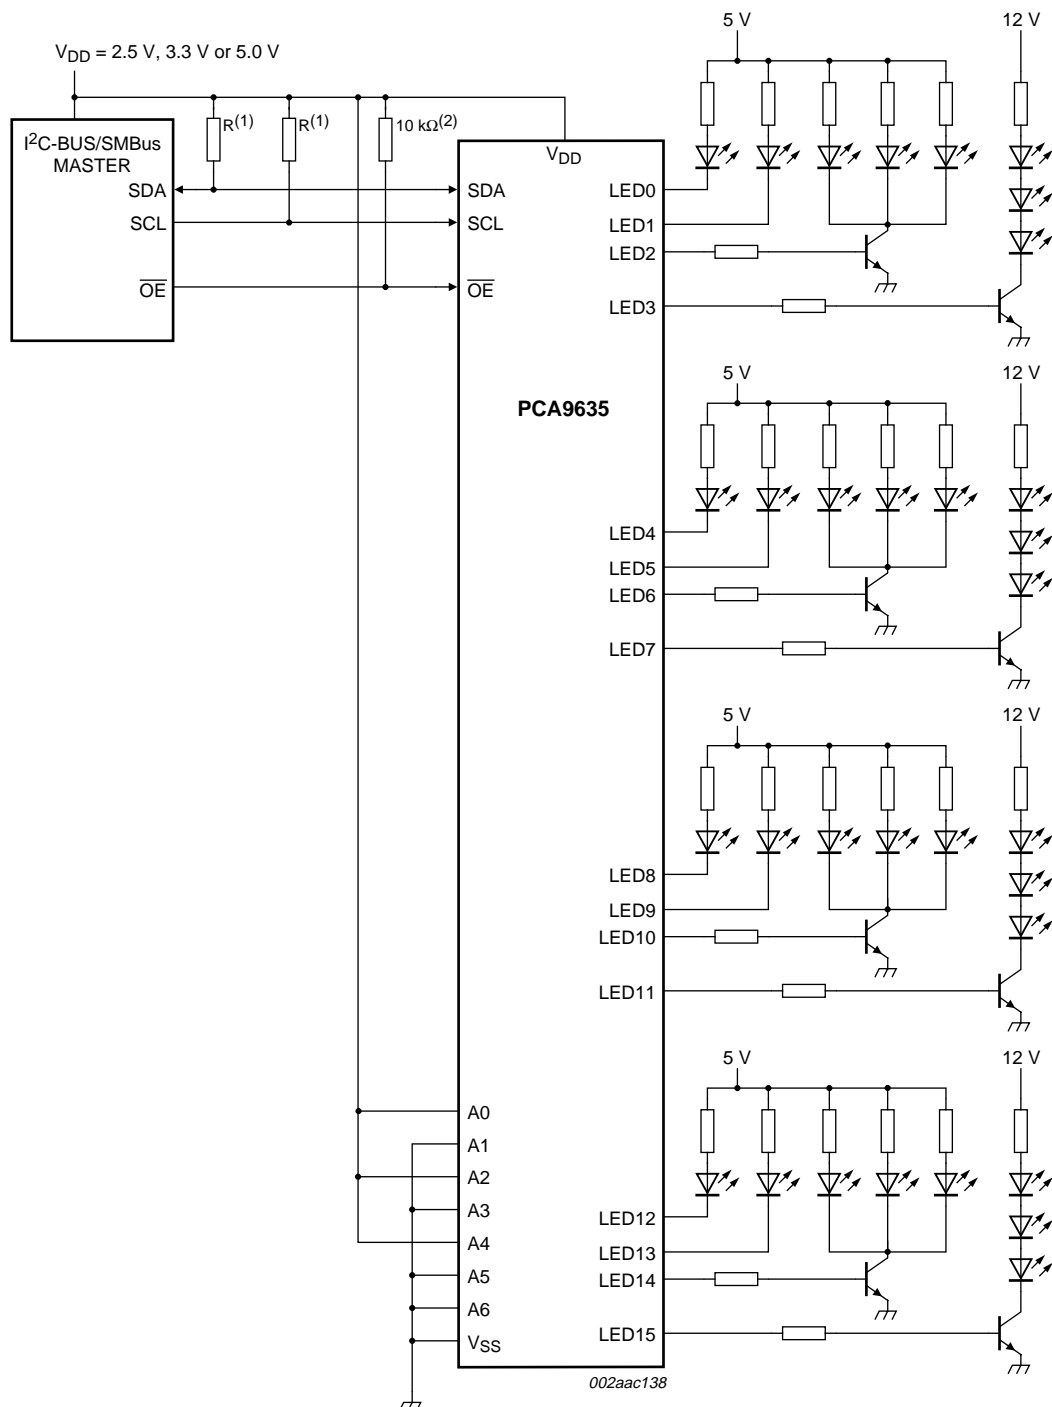 5 V
12 V
V_DD = 2.5 V, 3.3 V or 5.0 V
R(1)
R(1)
10 kΩ(2)
I²C-BUS/SMBus
MASTER
SDA
SCL
OE
V_DD
SDA
SCL
OE
PCA9635
LED0
LED1
LED2
LED3
5 V
12 V
LED4
LED5
LED6
LED7
5 V
12 V
LED8
LED9
LED10
LED11
5 V
12 V
LED12
LED13
LED14
LED15
A0
A1
A2
A3
A4
A5
A6
V_SS
002aac138